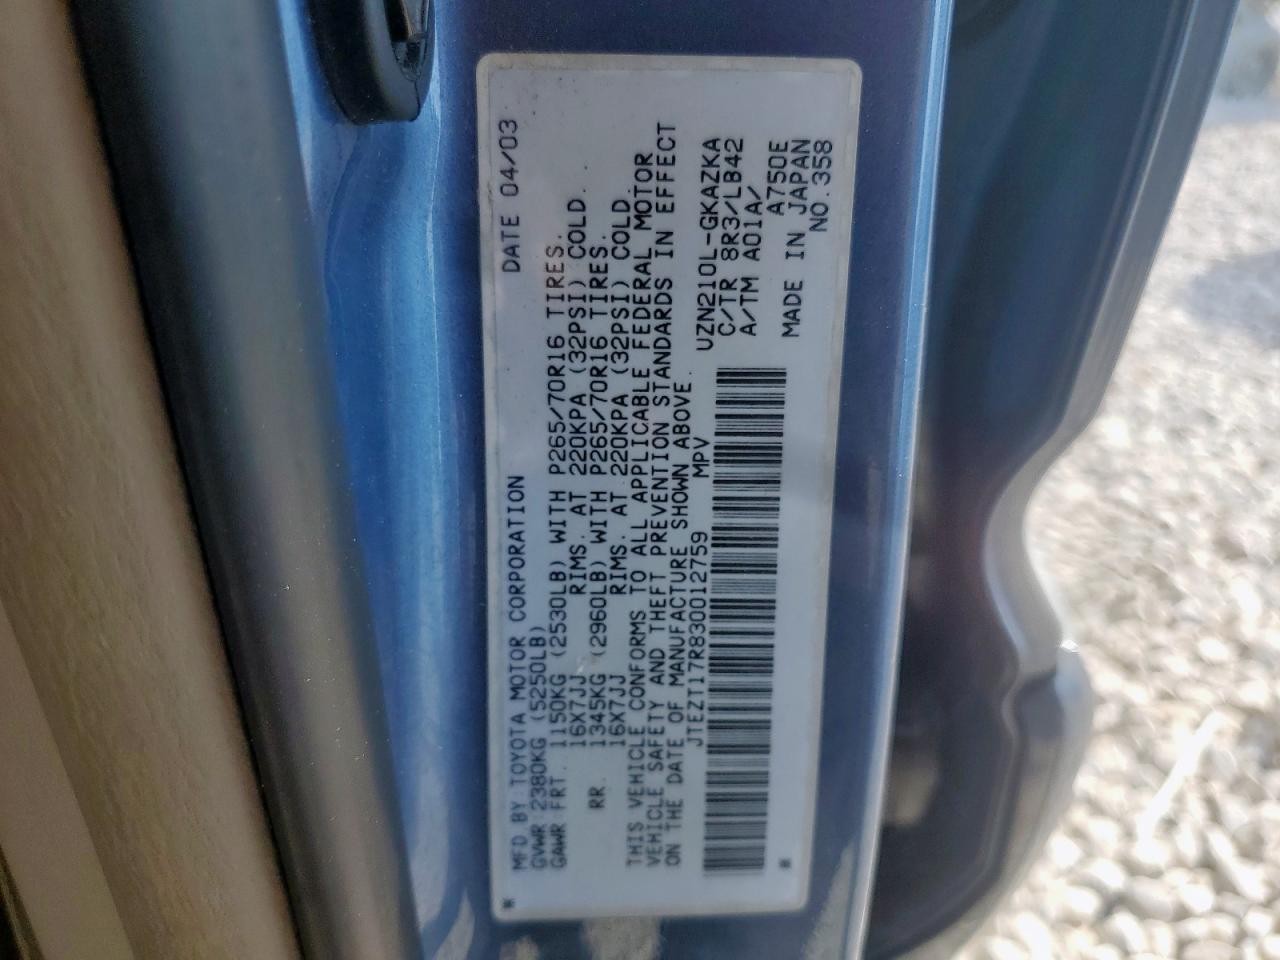 MFD BY: TOYOTA MOTOR CORPORATION DATE 04/03
GVWR: 2380KG (5250LB)
GAWR: FRT. 1150KG (2530LB) WITH P265/70R16 TIRES.
16X7JJ RIMS. AT 220KPA (32PSI) COLD.
RR. 1345KG (2960LB) WITH P265/70R16 TIRES.
16X7JJ RIMS. AT 220KPA (32PSI) COLD.
THIS VEHICLE CONFORMS TO ALL APPLICABLE FEDERAL MOTOR
VEHICLE SAFETY AND THEFT PREVENTION STANDARDS IN EFFECT
ON THE DATE OF MANUFACTURE SHOWN ABOVE.
JTEZT17R830012759 MPV UZN210L-GKAZKA
C/TR 8R3/LB42
A/TM A01A/ A750E
MADE IN JAPAN
NO.358